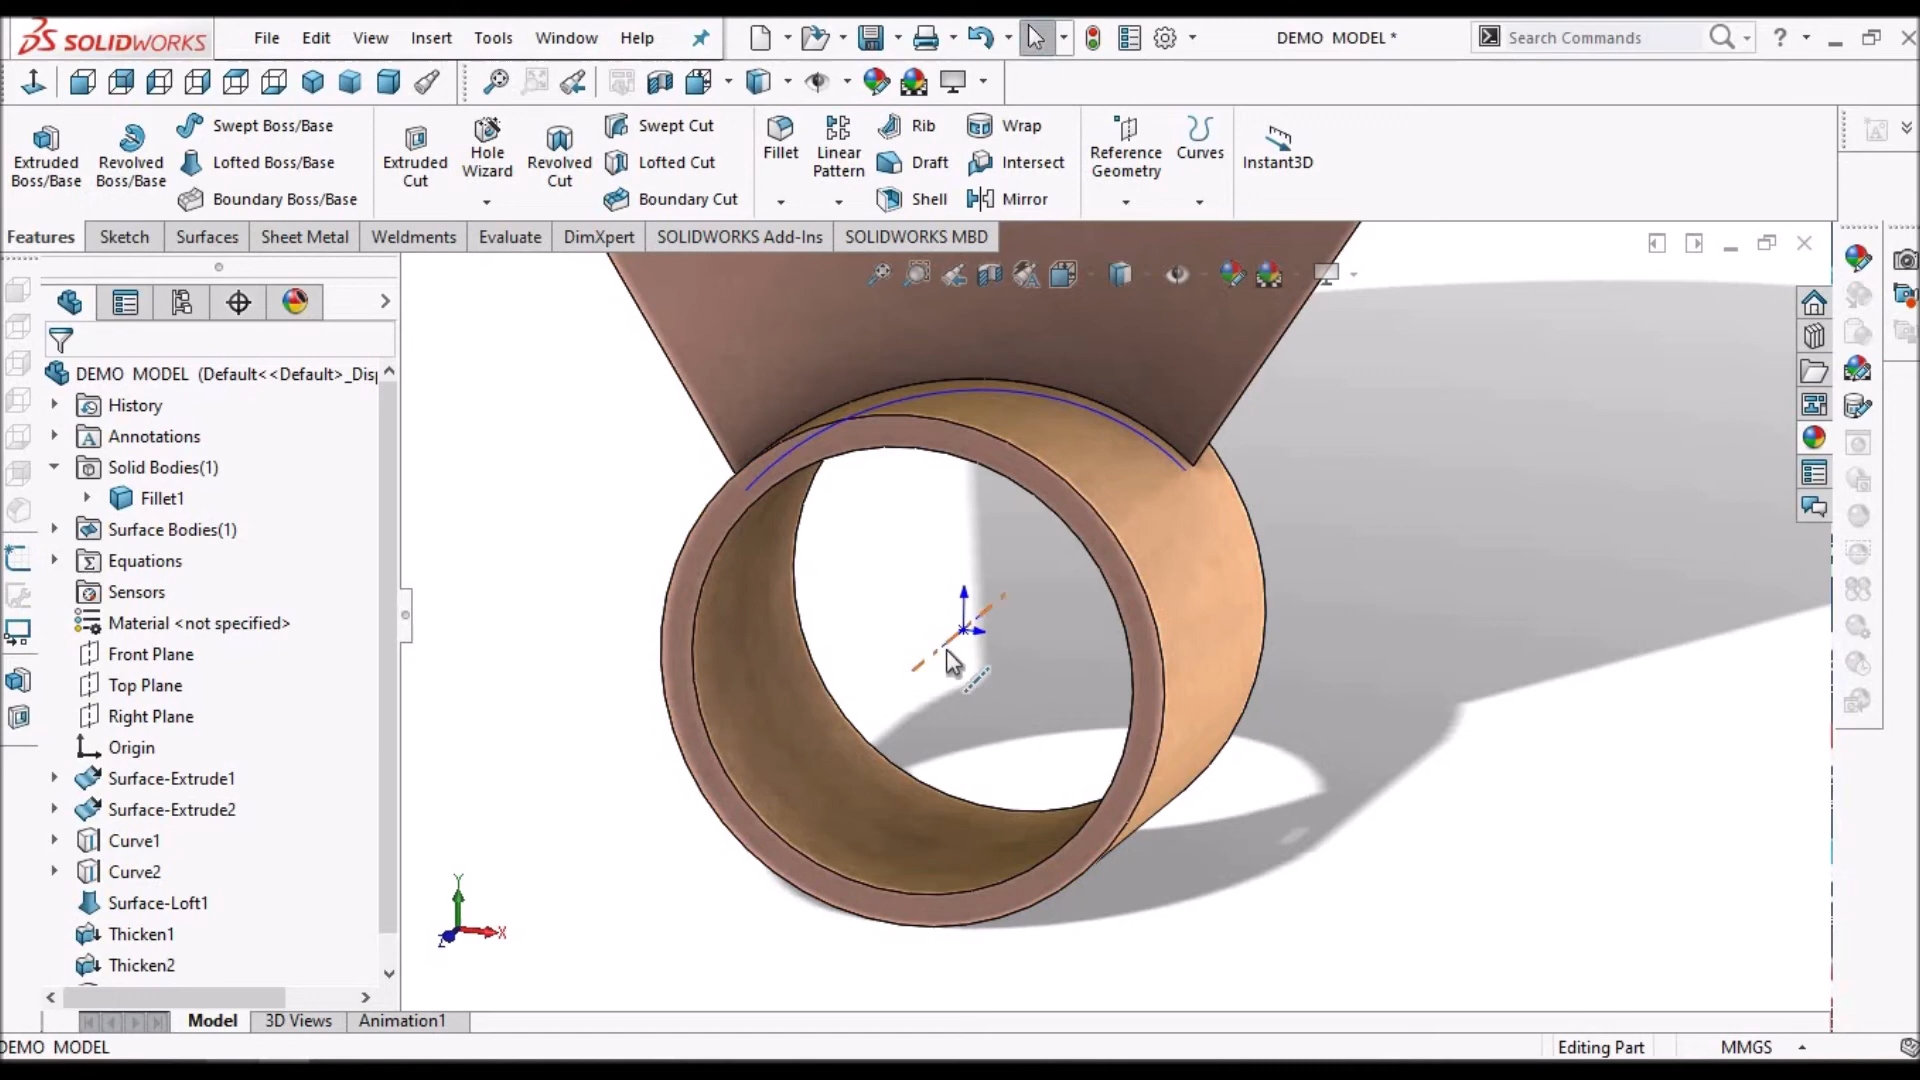 SOLIDWORKS
File Edit View Insert Tools Window Help
DEMO MODEL *
Search Commands
?
Extruded Boss/Base
Revolved Boss/Base
Swept Boss/Base
Lofted Boss/Base
Boundary Boss/Base
Extruded Cut
Hole Wizard
Revolved Cut
Swept Cut
Lofted Cut
Boundary Cut
Fillet
Linear Pattern
Rib
Draft
Shell
Wrap
Intersect
Mirror
Reference Geometry
Curves
Instant3D
Features Sketch Surfaces Sheet Metal Weldments Evaluate DimXpert SOLIDWORKS Add-Ins SOLIDWORKS MBD
DEMO MODEL (Default<<Default>_Disp
History
Annotations
Solid Bodies(1)
Fillet1
Surface Bodies(1)
Equations
Sensors
Material <not specified>
Front Plane
Top Plane
Right Plane
Origin
Surface-Extrude1
Surface-Extrude2
Curve1
Curve2
Surface-Loft1
Thicken1
Thicken2
Y
X
Z
Model 3D Views Animation1
DEMO MODEL
Editing Part
MMGS